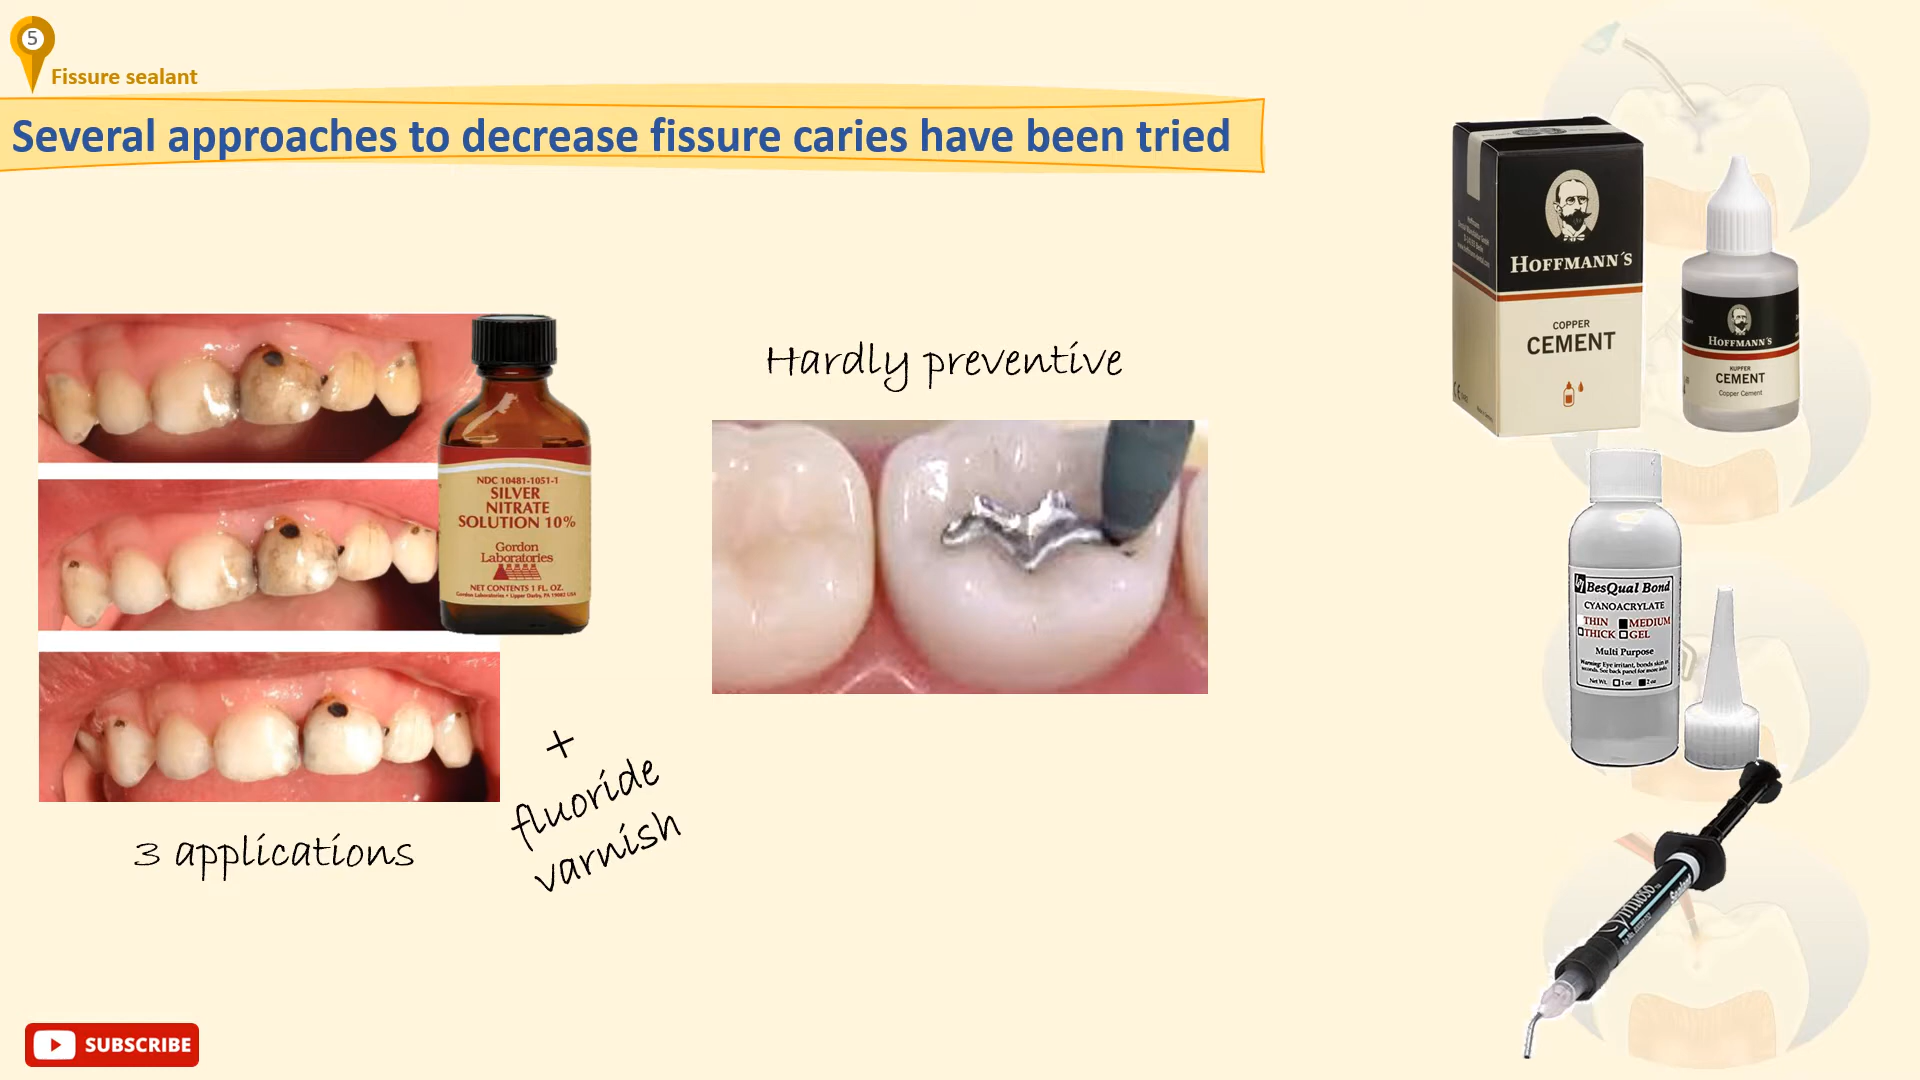 5
Fissure sealant
Several approaches to decrease fissure caries have been tried
NDC 10481-1051-1
SILVER
NITRATE
SOLUTION 10%
Gordon
Laboratories
NET CONTENTS 1 FL. OZ.
Gordon Laboratories • Upper Darby, PA 19082 USA
3 applications
+
fluoride
varnish
Hardly preventive
HOFFMANN'S
COPPER
CEMENT
HOFFMANN'S
KUPFER
CEMENT
Copper Cement
BesQual Bond
CYANOACRYLATE
THIN MEDIUM
THICK GEL
Multi Purpose
Warning: Eye irritant, bonds skin in
seconds. See back panel for more info.
Net Wt. 1 oz 2 oz
Sealant
SUBSCRIBE